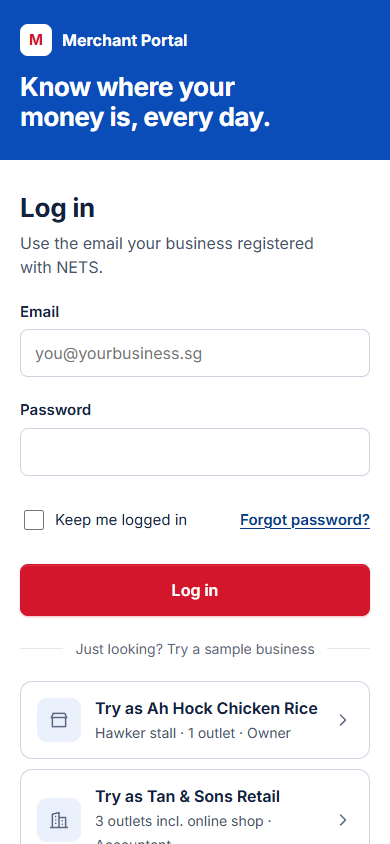 M Merchant Portal
Know where your
money is, every day.
Log in
Use the email your business registered
with NETS.
Email
you@yourbusiness.sg
Password
Keep me logged in Forgot password?
Log in
Just looking? Try a sample business
Try as Ah Hock Chicken Rice
Hawker stall · 1 outlet · Owner
Try as Tan & Sons Retail
3 outlets incl. online shop ·
Accountant